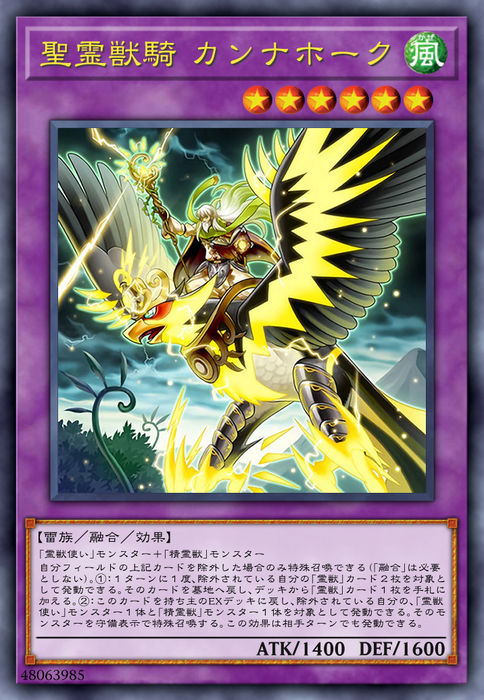 聖霊獣騎 カンナホーク
風
【雷族／融合／効果】
「霊獣使い」モンスター＋「精霊獣」モンスター
自分フィールドの上記カードを除外した場合のみ特殊召喚できる（「融合」は必要
としない）。①：１ターンに１度、除外されている自分の「霊獣」カード２枚を対象と
して発動できる。そのカードを墓地へ戻し、デッキから「霊獣」カード１枚を手札に
加える。②：このカードを持ち主のEXデッキに戻し、除外されている自分の、「霊獣
使い」モンスター１体と「精霊獣」モンスター１体を対象として発動できる。そのモ
ンスターを守備表示で特殊召喚する。この効果は相手ターンでも発動できる。
ATK/1400 DEF/1600
48063985